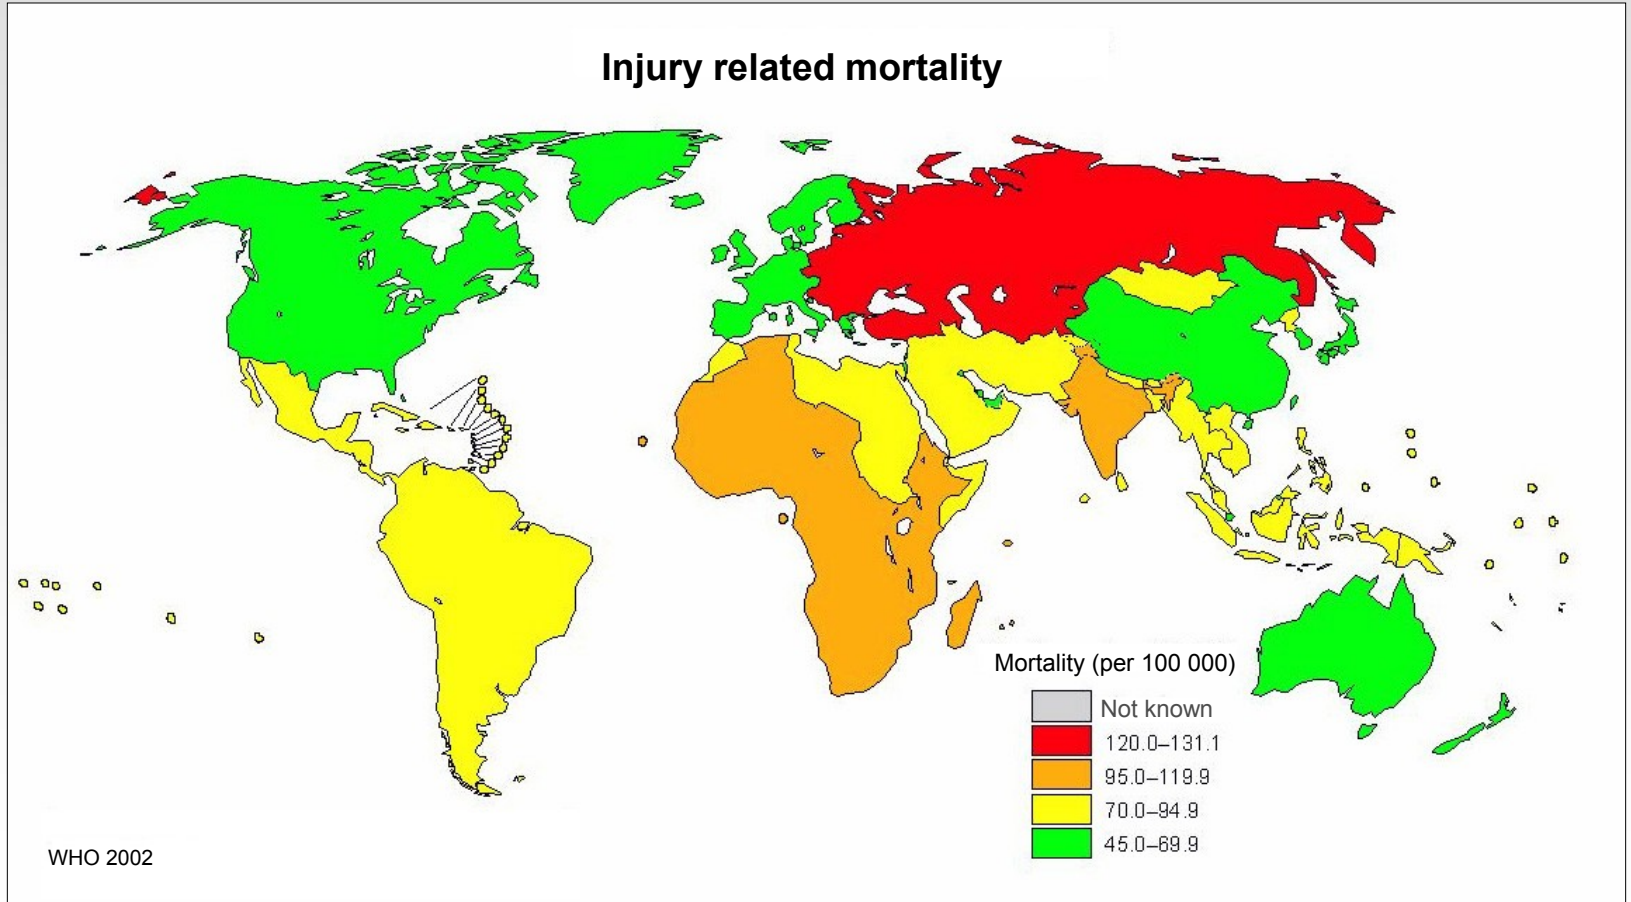 Injury related mortality
Mortality (per 100 000)
Not known
120.0–131.1
95.0–119.9
70.0–94.9
45.0–69.9
WHO 2002